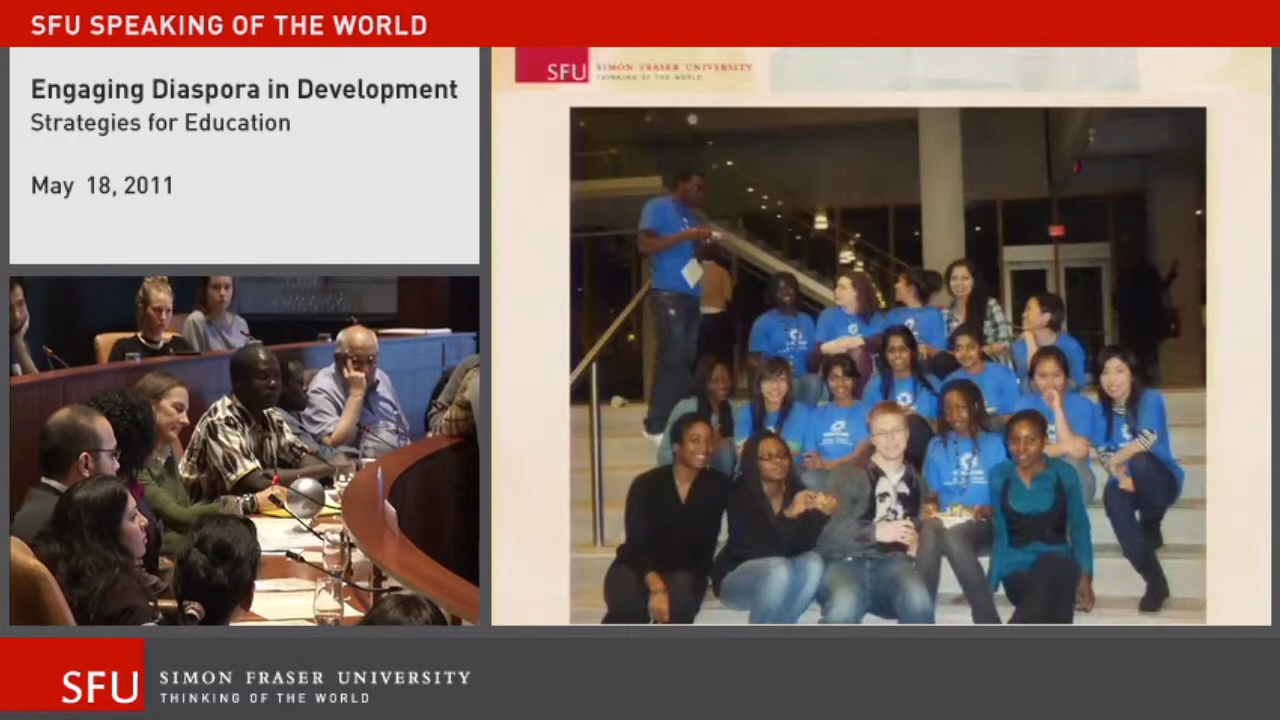 SFU SPEAKING OF THE WORLD
Engaging Diaspora in Development
Strategies for Education
May 18, 2011
SFU SIMON FRASER UNIVERSITY
THINKING OF THE WORLD
SFU SIMON FRASER UNIVERSITY
THINKING OF THE WORLD